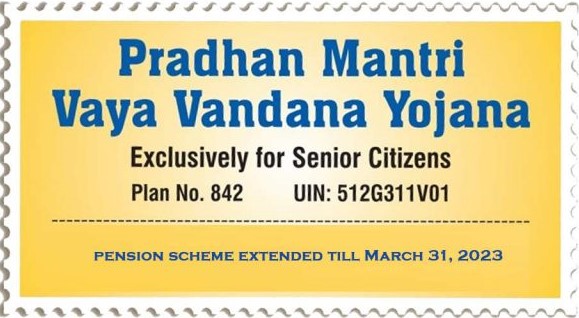 Pradhan Mantri
Vaya Vandana Yojana
Exclusively for Senior Citizens
Plan No. 842 UIN: 512G311V01
PENSION SCHEME EXTENDED TILL MARCH 31, 2023